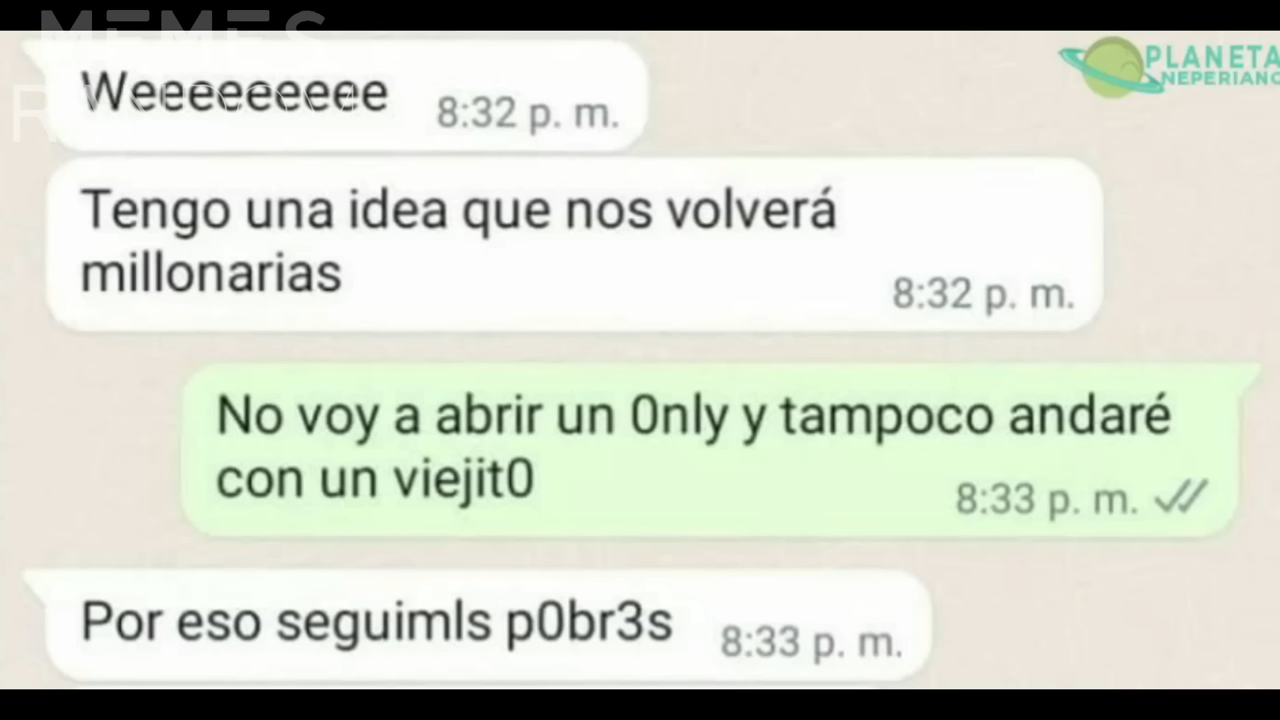 MEMES
Weeeeeeeee 8:32 p. m.
PLANETA
NEPERIANO
Tengo una idea que nos volverá
millonarias
8:32 p. m.
No voy a abrir un 0nly y tampoco andaré
con un viejit0
8:33 p. m.
Por eso seguimls p0br3s 8:33 p. m.